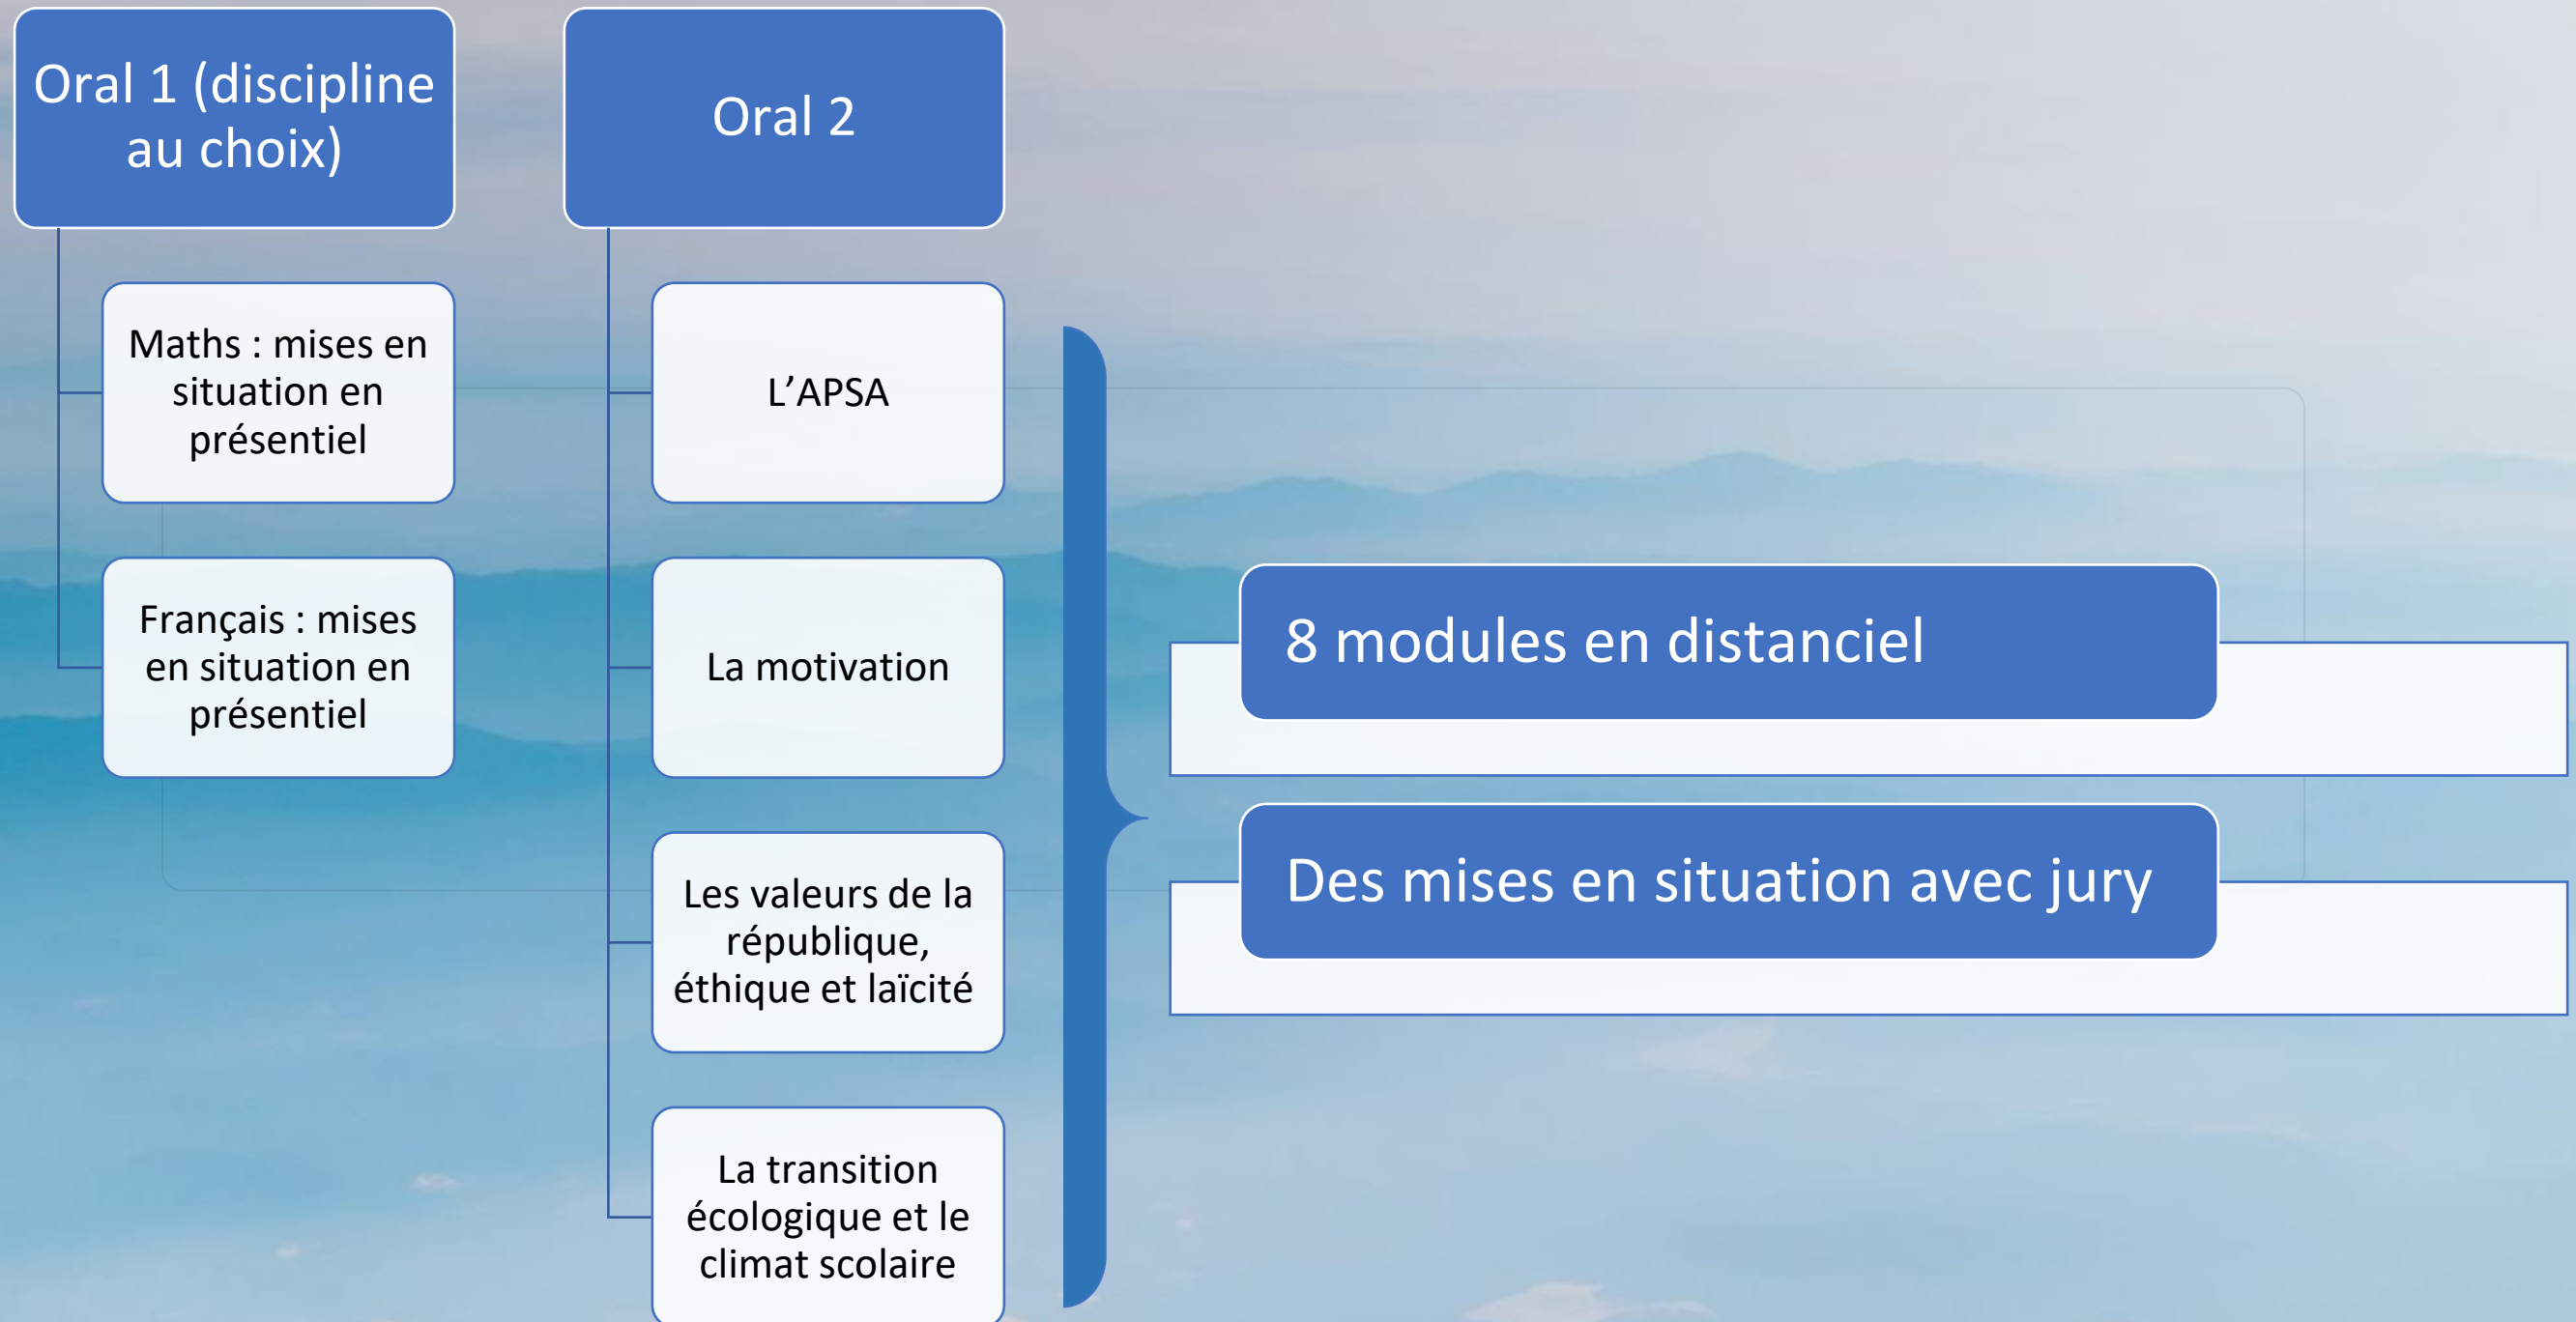 Oral 1 (discipline
au choix)
Maths : mises en
situation en
présentiel
Français : mises
en situation en
présentiel
Oral 2
L’APSA
La motivation
Les valeurs de la
république,
éthique et laïcité
La transition
écologique et le
climat scolaire
8 modules en distanciel
Des mises en situation avec jury